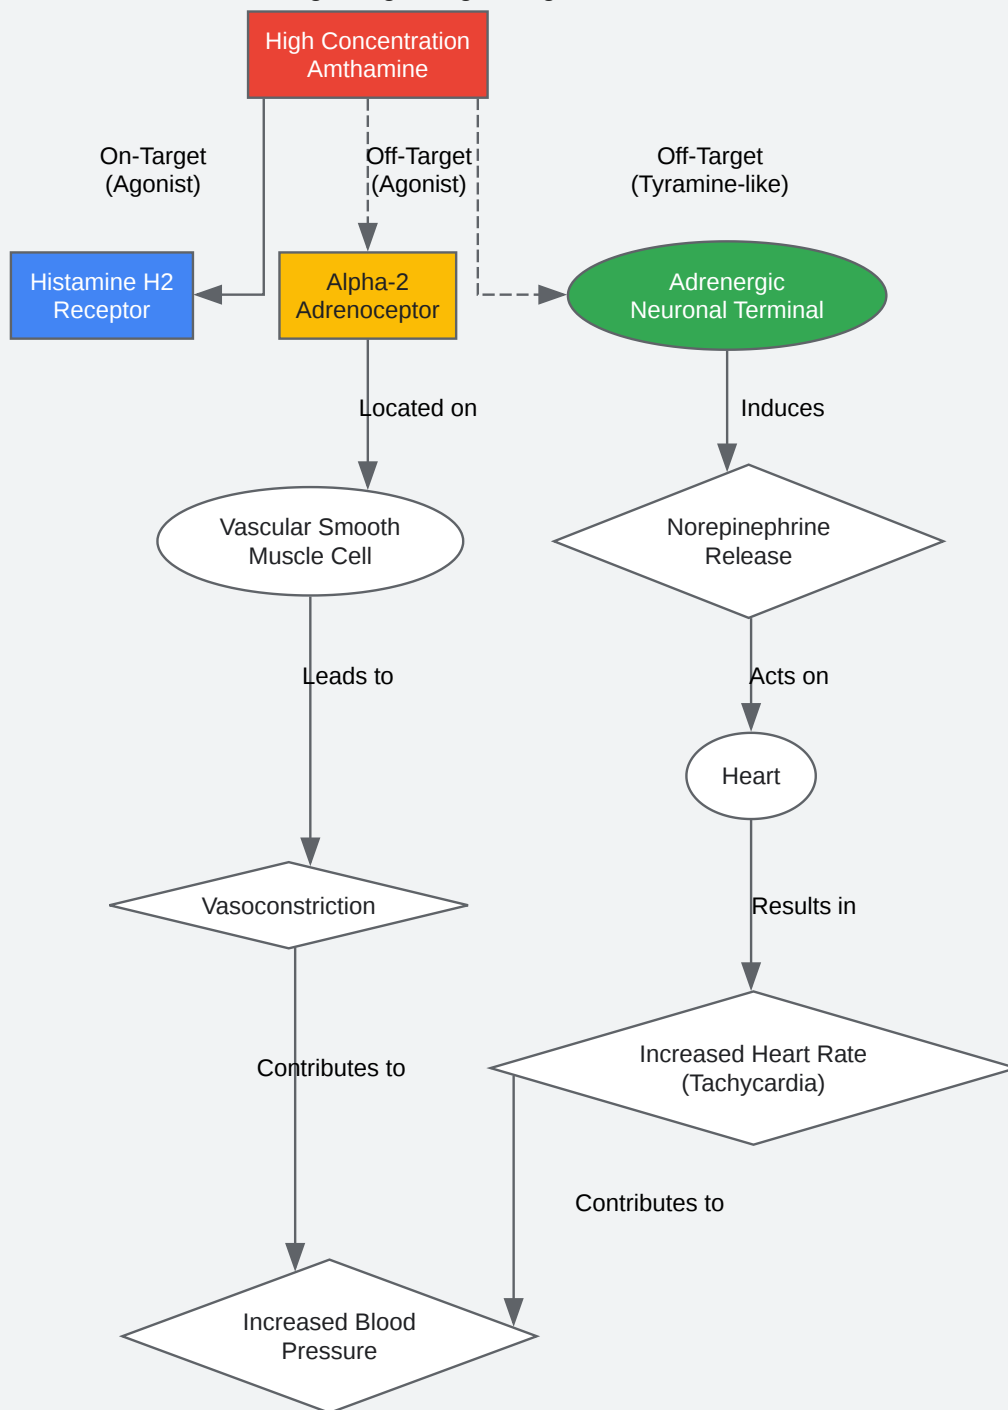 High Concentration
Amthamine
On-Target
(Agonist)
Off-Target
(Agonist)
Off-Target
(Tyramine-like)
Histamine H2
Receptor
Alpha-2
Adrenoceptor
Adrenergic
Neuronal Terminal
Located on
Induces
Vascular Smooth
Muscle Cell
Norepinephrine
Release
Leads to
Acts on
Heart
Vasoconstriction
Results in
Contributes to
Increased Heart Rate
(Tachycardia)
Contributes to
Increased Blood
Pressure